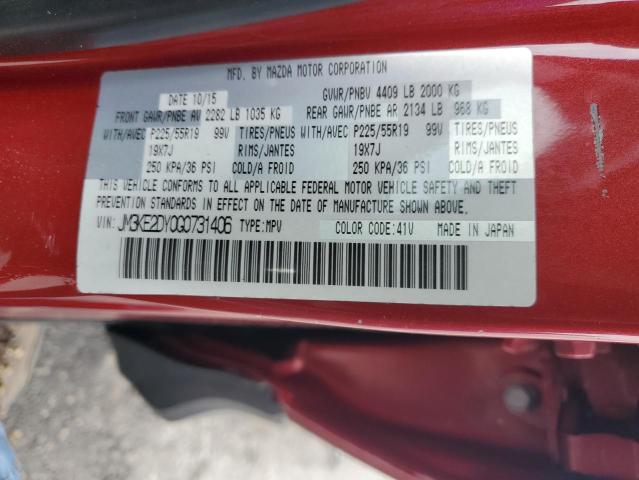 MFD. BY MAZDA MOTOR CORPORATION
DATE 10/15 GVWR/PNBV 4409 LB 2000 KG
FRONT GAWR/PNBE AV 2282 LB 1035 KG REAR GAWR/PNBE AR 2134 LB 968 KG
WITH/AVEC P225/55R19 99V TIRES/PNEUS WITH/AVEC P225/55R19 99V TIRES/PNEUS
19X7J RIMS/JANTES 19X7J RIMS/JANTES
250 KPA/36 PSI COLD/A FROID 250 KPA/36 PSI COLD/A FROID
THIS VEHICLE CONFORMS TO ALL APPLICABLE FEDERAL MOTOR VEHICLE SAFETY AND THEFT
PREVENTION STANDARDS IN EFFECT ON THE DATE OF MANUFACTURE SHOWN ABOVE.
VIN: JM3KE2DY0G0731406 TYPE:MPV COLOR CODE:41V MADE IN JAPAN